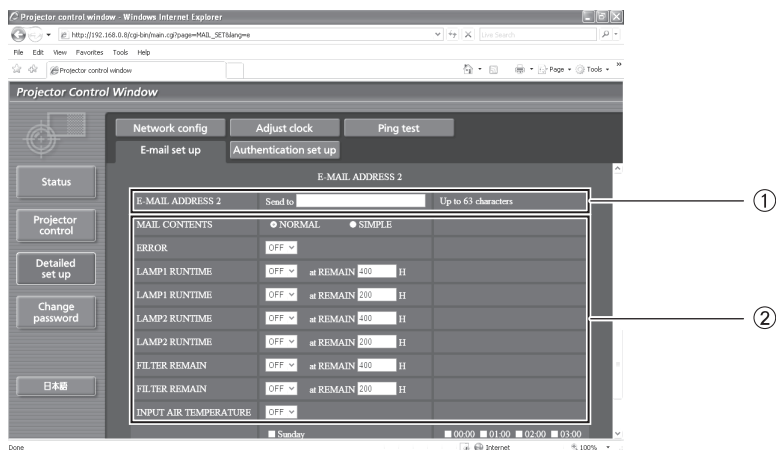 Projector control window - Windows Internet Explorer
http://192.168.0.8/cgi-bin/main.cgi?page=MAIL_SET&lang=e
Live Search
File Edit View Favorites Tools Help
Projector control window
Page Tools »
Projector Control Window
Network config Adjust clock Ping test
E-mail set up Authentication set up
Status
Projector control
Detailed set up
Change password
日本語
E-MAIL ADDRESS 2
E-MAIL ADDRESS 2 Send to Up to 63 characters
MAIL CONTENTS NORMAL SIMPLE
ERROR OFF
LAMP1 RUNTIME OFF at REMAIN 400 H
LAMP1 RUNTIME OFF at REMAIN 200 H
LAMP2 RUNTIME OFF at REMAIN 400 H
LAMP2 RUNTIME OFF at REMAIN 200 H
FILTER REMAIN OFF at REMAIN 400 H
FILTER REMAIN OFF at REMAIN 200 H
INPUT AIR TEMPERATURE OFF
Sunday 00:00 01:00 02:00 03:00
①
②
Done Internet 100%